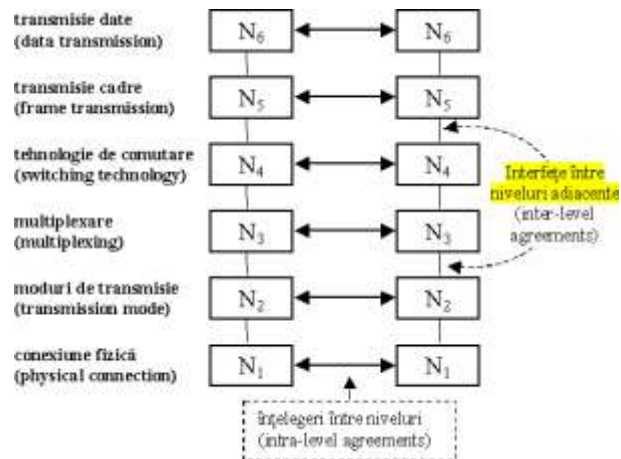 transmisie date
(data transmission)
N6
N6
transmisie cadre
(frame transmission)
N5
N5
tehnologie de comutare
(switching technology)
N4
N4
Interfețe între
niveluri adiacente
(inter-level
agreements)
multiplexare
(multiplexing)
N3
N3
moduri de transmisie
(transmission mode)
N2
N2
conexiune fizică
(physical connection)
N1
N1
înțelegeri între niveluri
(intra-level agreements)